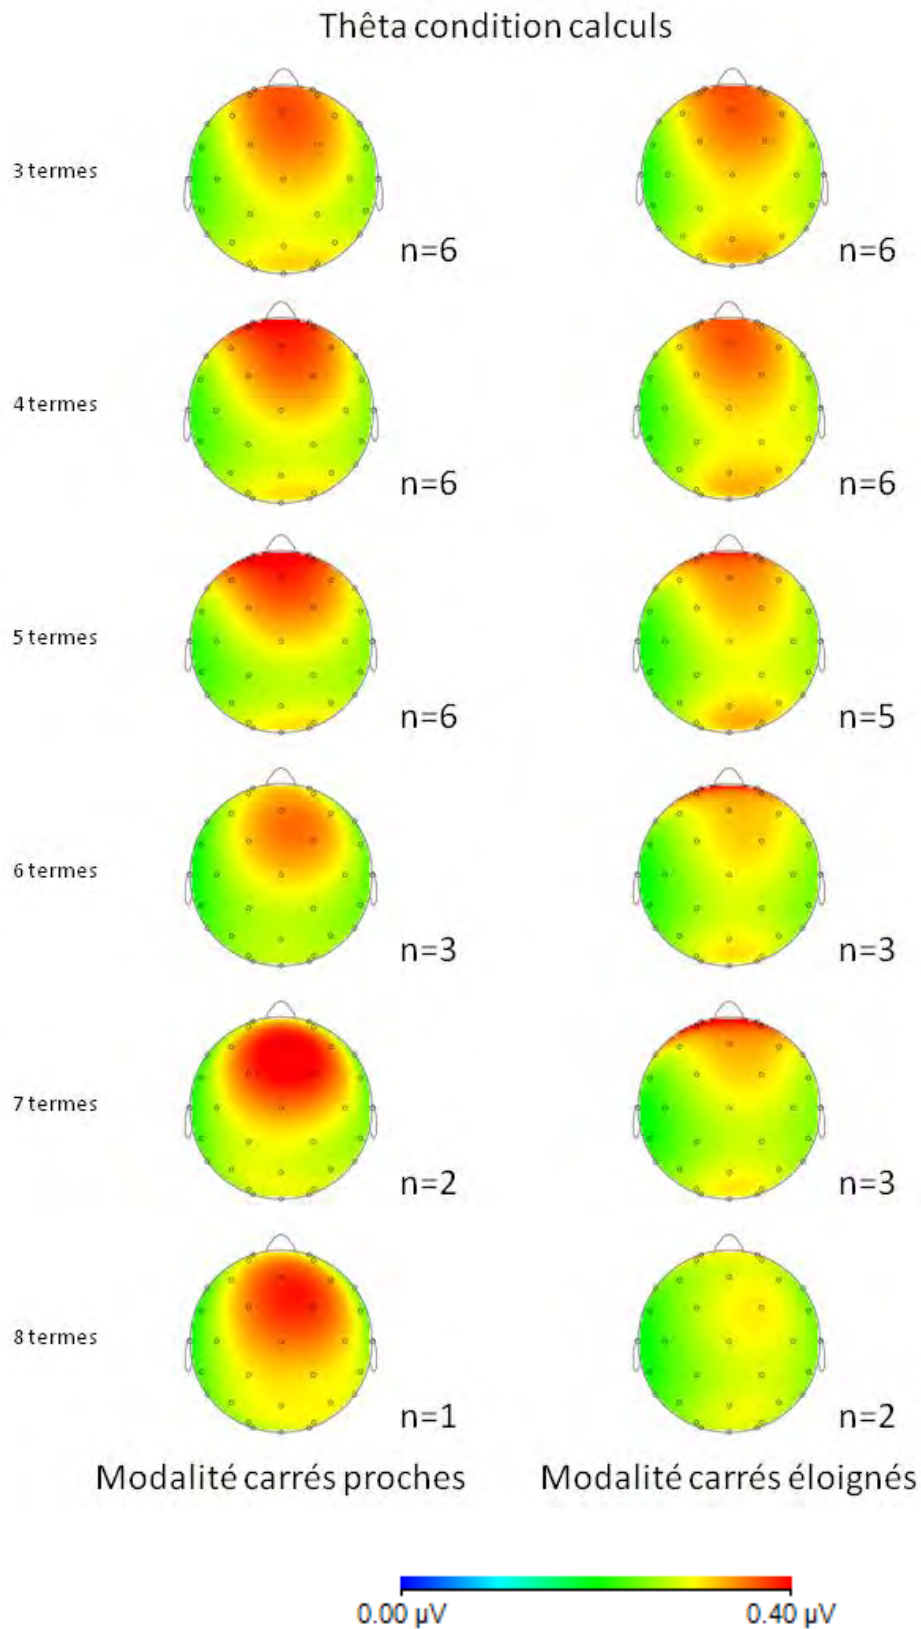 Thêta condition calculs
3 termes
n=6
n=6
4 termes
n=6
n=6
5 termes
n=6
n=5
6 termes
n=3
n=3
7 termes
n=2
n=3
8 termes
n=1
n=2
Modalité carrés proches
Modalité carrés éloignés
0.00 µV
0.40 µV